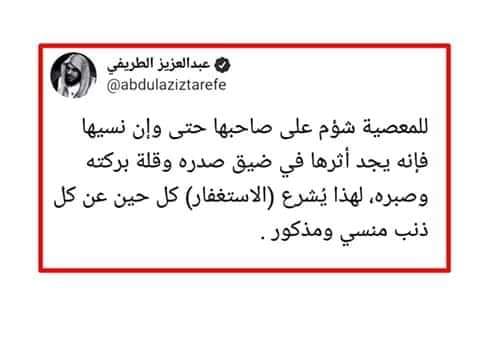 عبدالعزيز الطريفي
@abdulaziztarefe
للمعصية شؤم على صاحبها حتى وإن نسيها
فإنه يجد أثرها في ضيق صدره وقلة بركته
وصبره، لهذا يُشرع (الاستغفار) كل حين عن كل
ذنب منسي ومذكور .